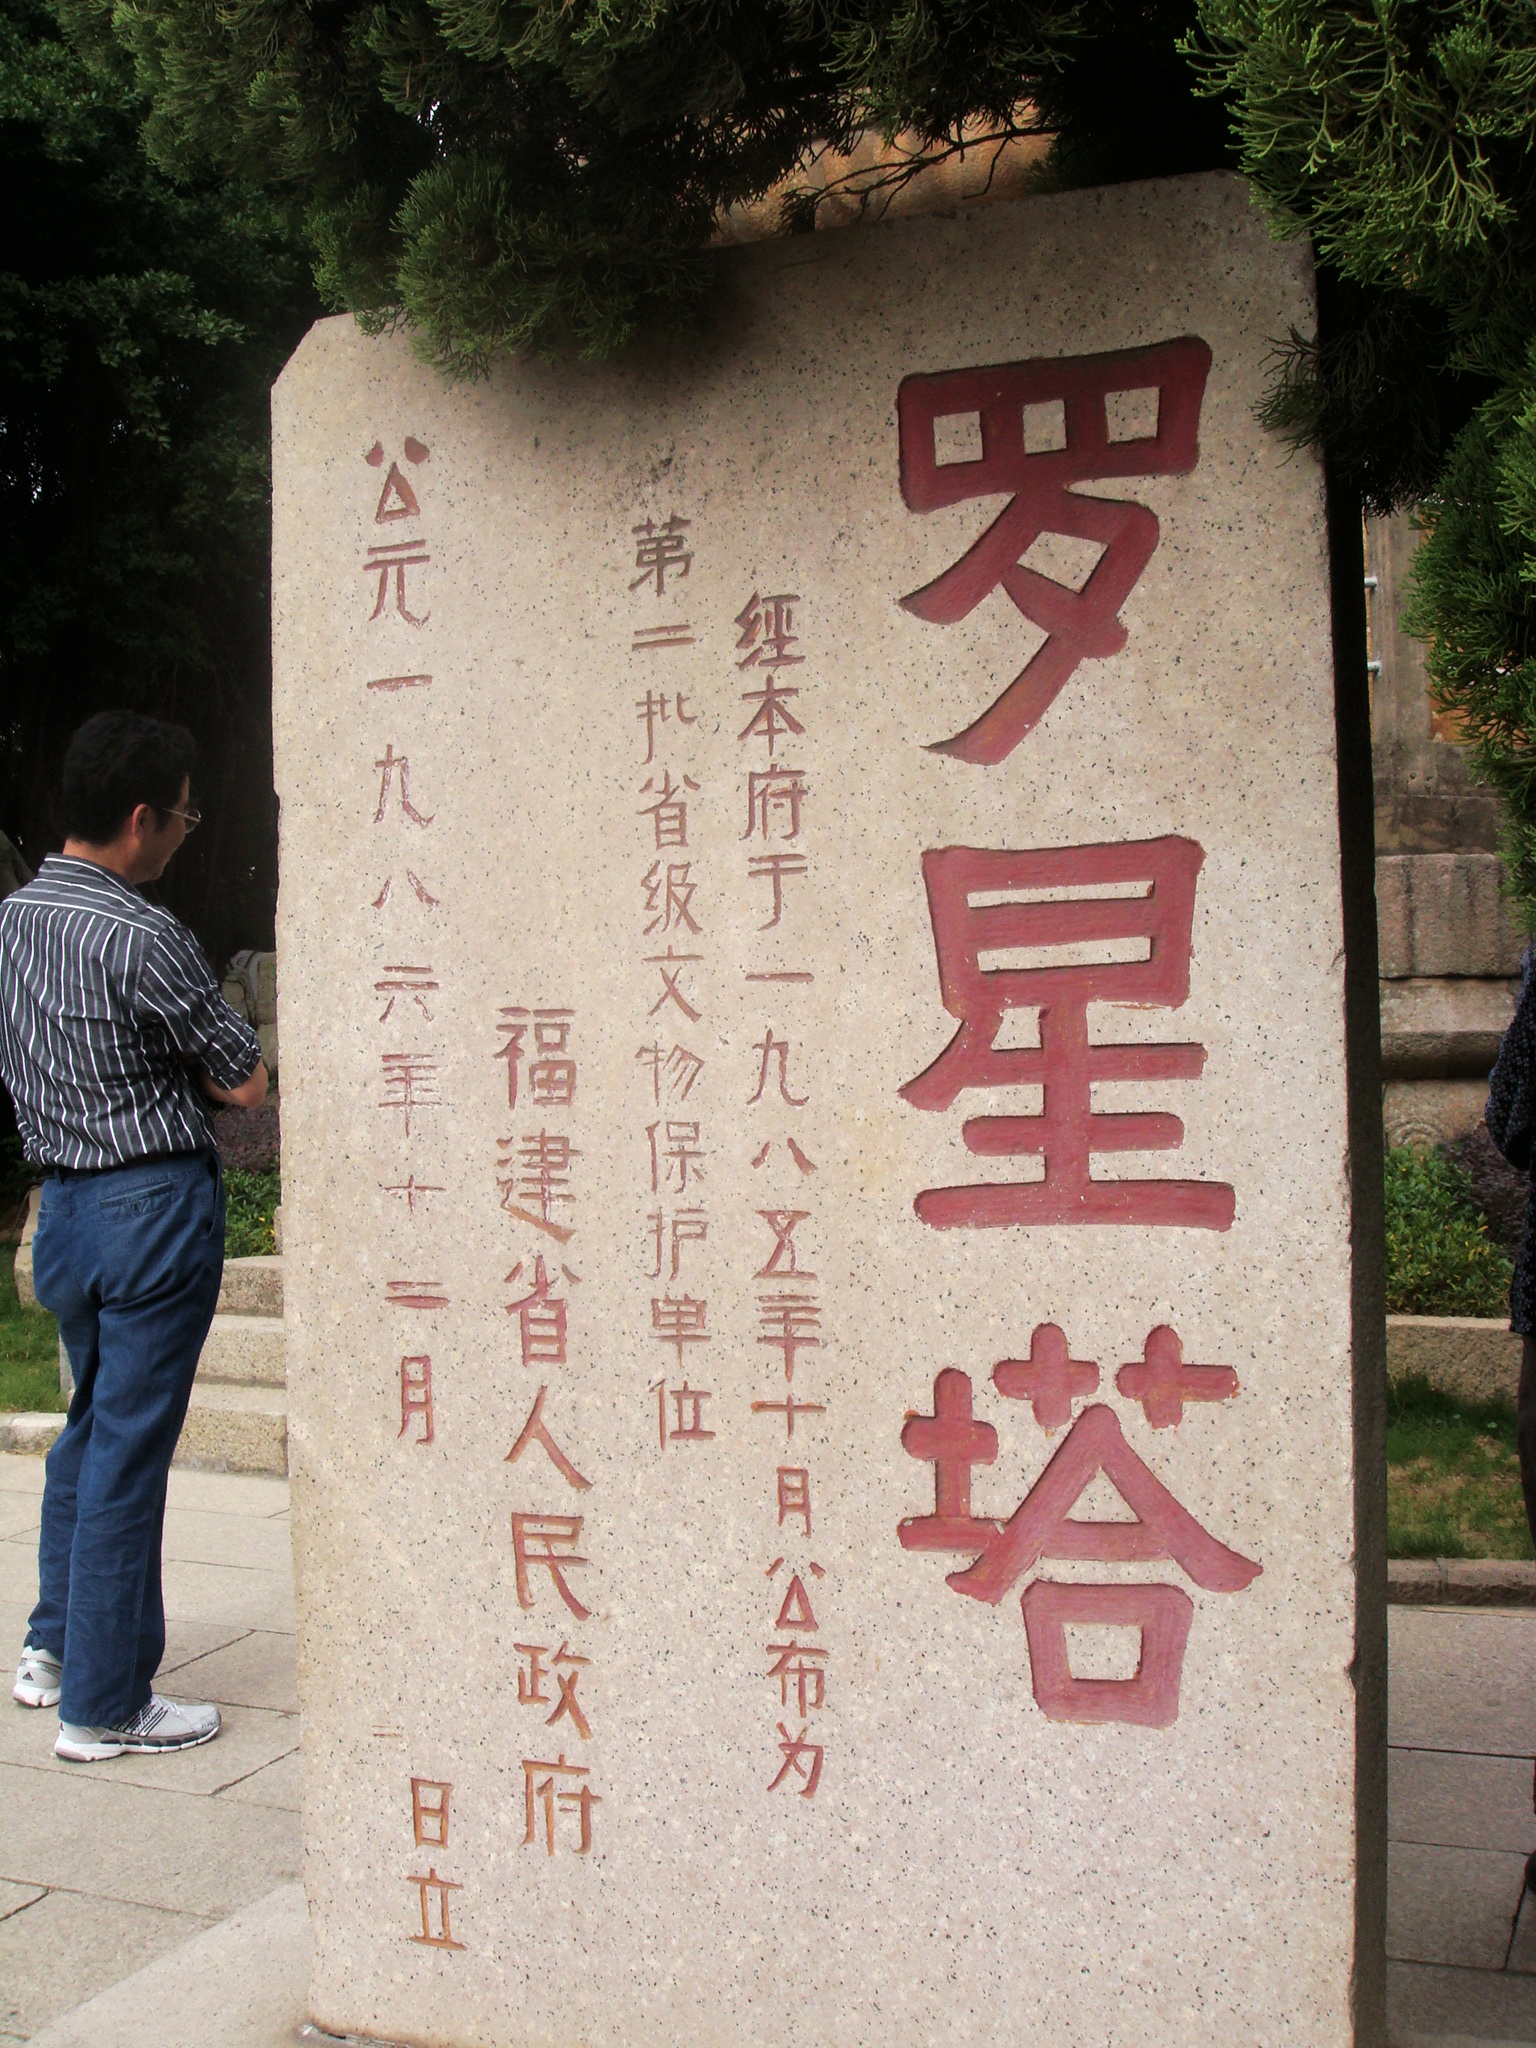 罗星塔
經本府于一九八五年十月公布为
第二批省级文物保护单位
福建省人民政府
公元一九八六年十二月 日立